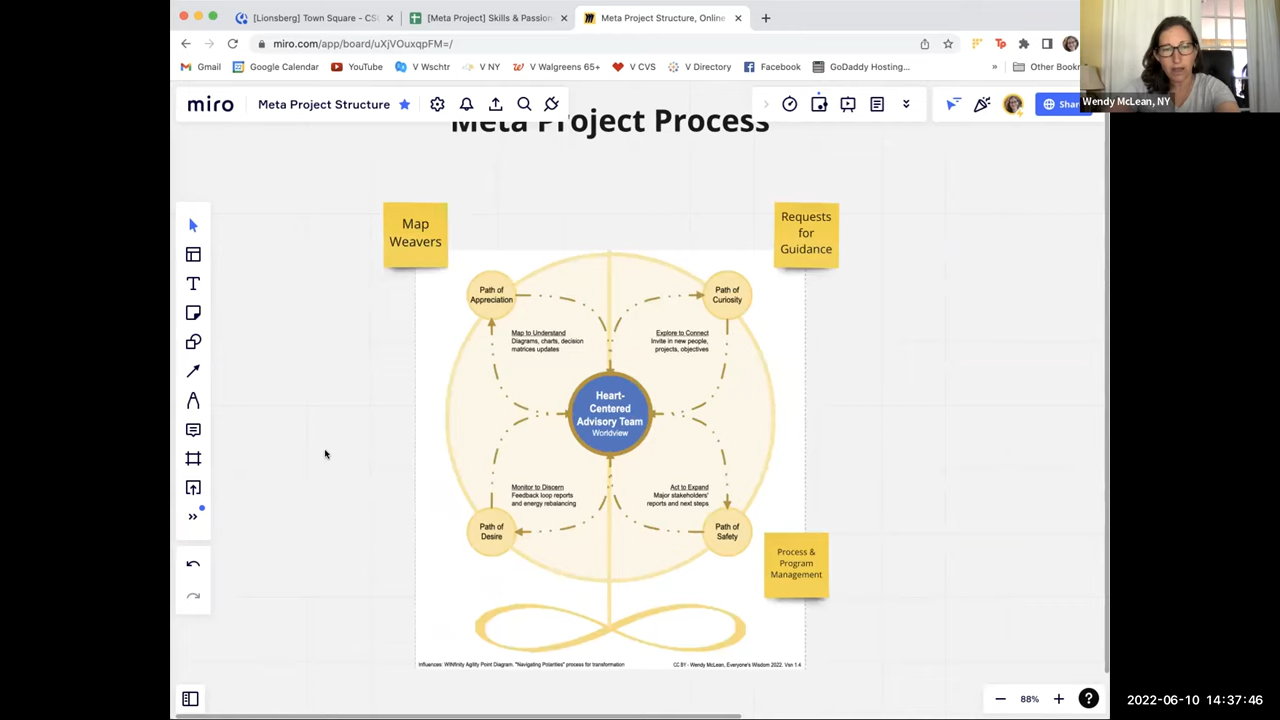 [Lionsberg] Town Square - CS
[Meta Project] Skills & Passion
Meta Project Structure, Online
miro.com/app/board/uXjVOuxqpFM=/
Gmail
Google Calendar
YouTube
V Wschtr
V NY
V Walgreens 65+
V CVS
V Directory
Facebook
GoDaddy Hosting...
Other Bookr
Wendy McLean, NY
miro
Meta Project Structure
Shar
Meta Project Process
Map
Weavers
Requests
for
Guidance
Path of
Appreciation
Path of
Curiosity
Map to Understand
Diagrams, charts, decision
matrices updates
Explore to Connect
Invite in new people,
projects, objectives
Heart-
Centered
Advisory Team
Worldview
Monitor to Discern
Feedback loop reports
and energy rebalancing
Act to Expand
Major stakeholders'
reports and next steps
Path of
Desire
Path of
Safety
Process &
Program
Management
Influences: WINfinity Agility Point Diagram. "Navigating Polarities" process for transformation
CC BY - Wendy McLean, Everyone's Wisdom 2022. Vsn 1.4
88%
2022-06-10 14:37:46